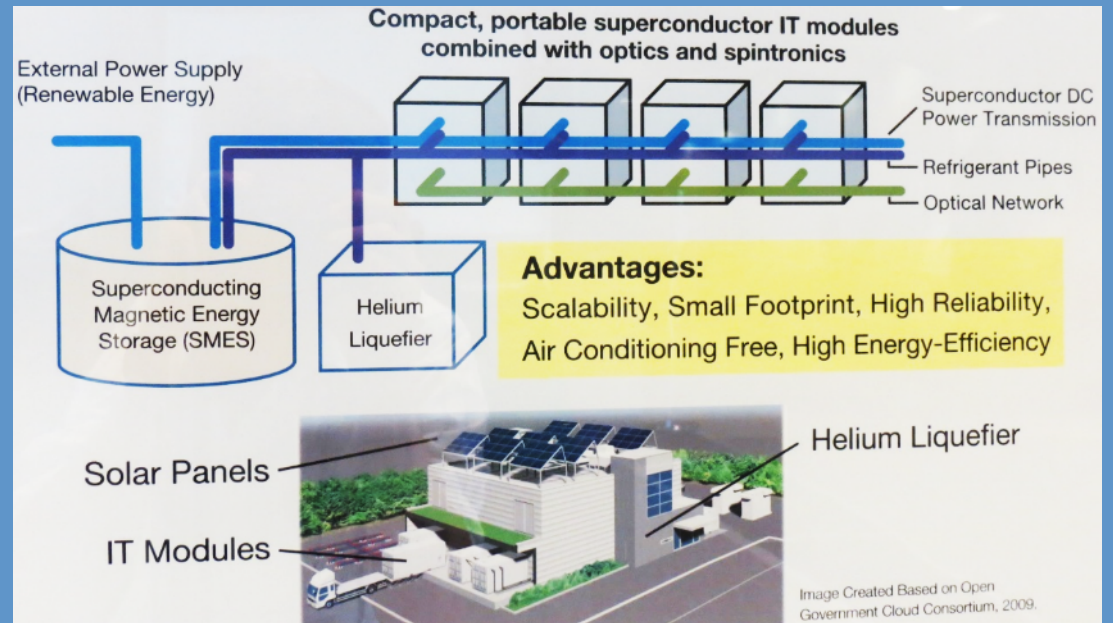 Compact, portable superconductor IT modules
combined with optics and spintronics
External Power Supply
(Renewable Energy)
Superconductor DC
Power Transmission
Refrigerant Pipes
Optical Network
Superconducting
Magnetic Energy
Storage (SMES)
Helium
Liquefier
Advantages:
Scalability, Small Footprint, High Reliability,
Air Conditioning Free, High Energy-Efficiency
Solar Panels
Helium Liquefier
IT Modules
Image Created Based on Open
Government Cloud Consortium, 2009.